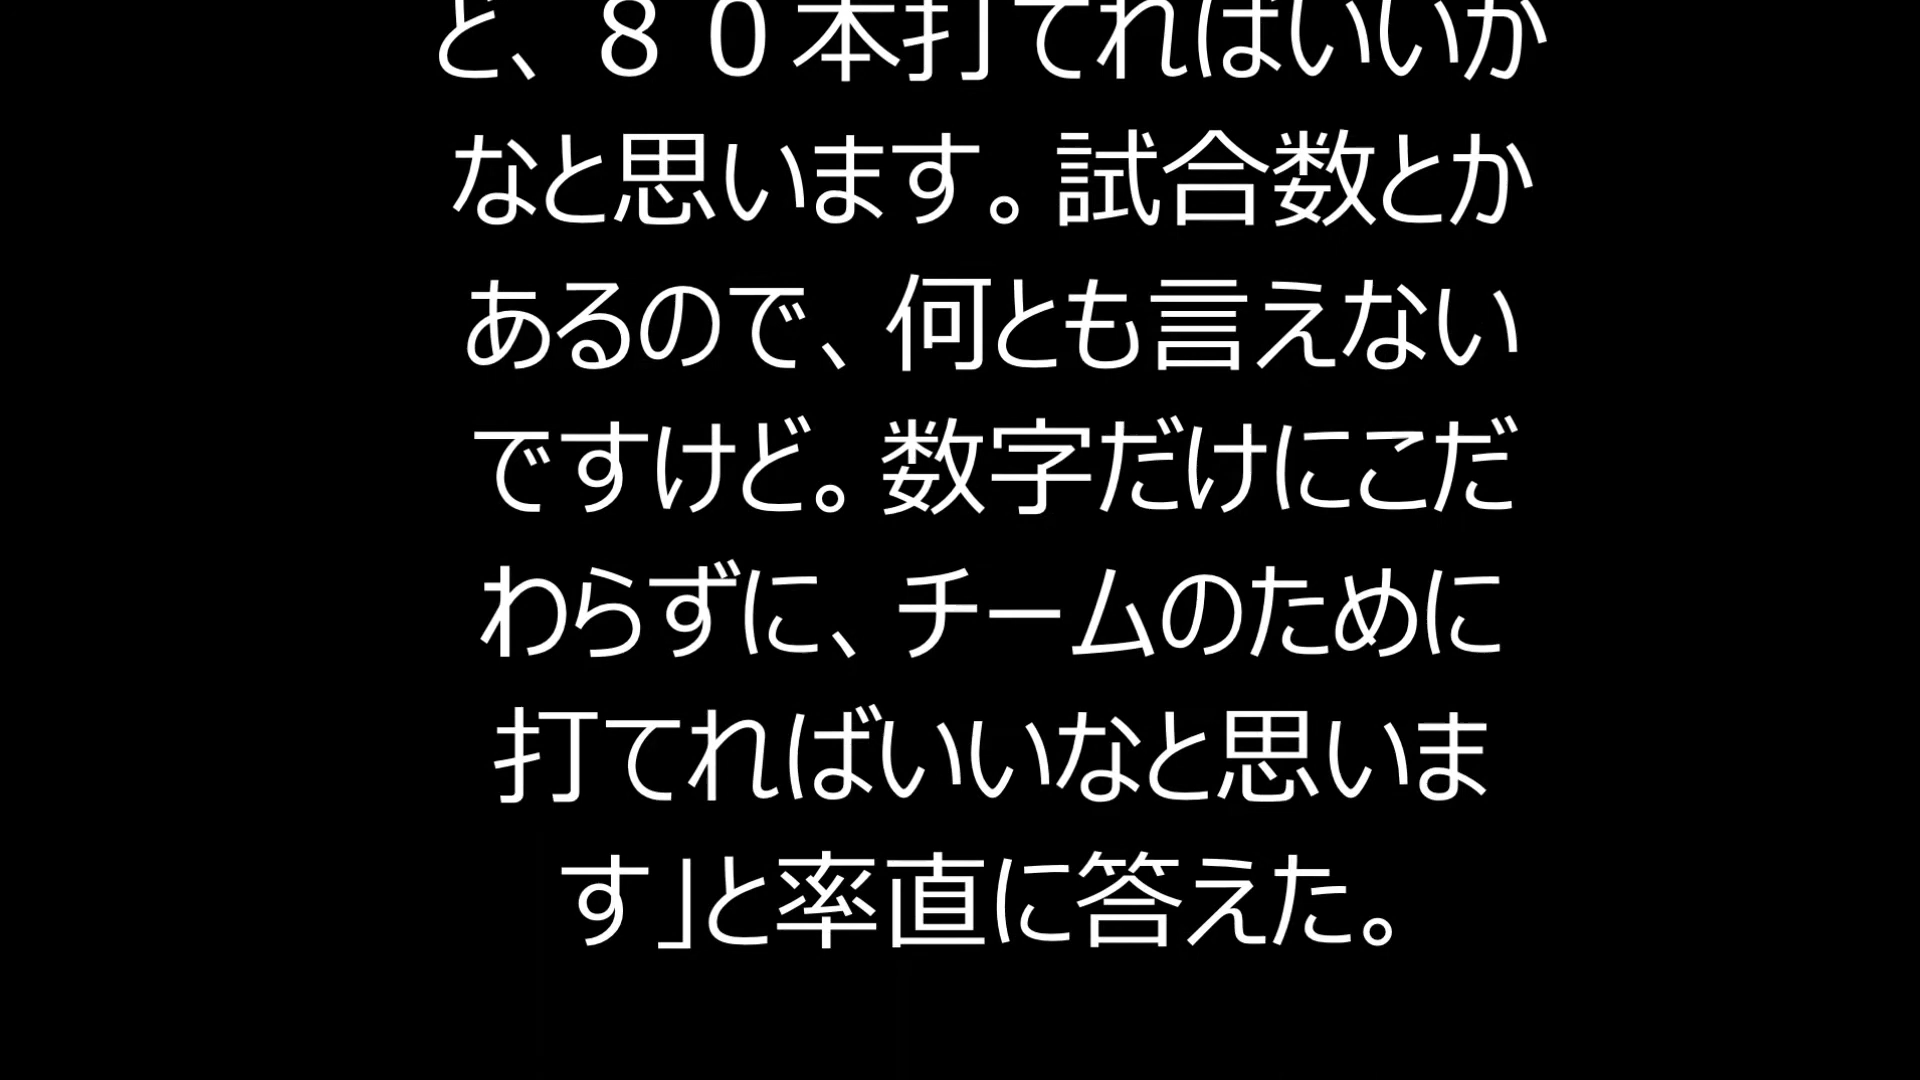 ど、８０本打てればいいか
なと思います。試合数とか
あるので、何とも言えない
ですけど。数字だけにこだ
わらずに、チームのために
打てればいいなと思いま
す」と率直に答えた。